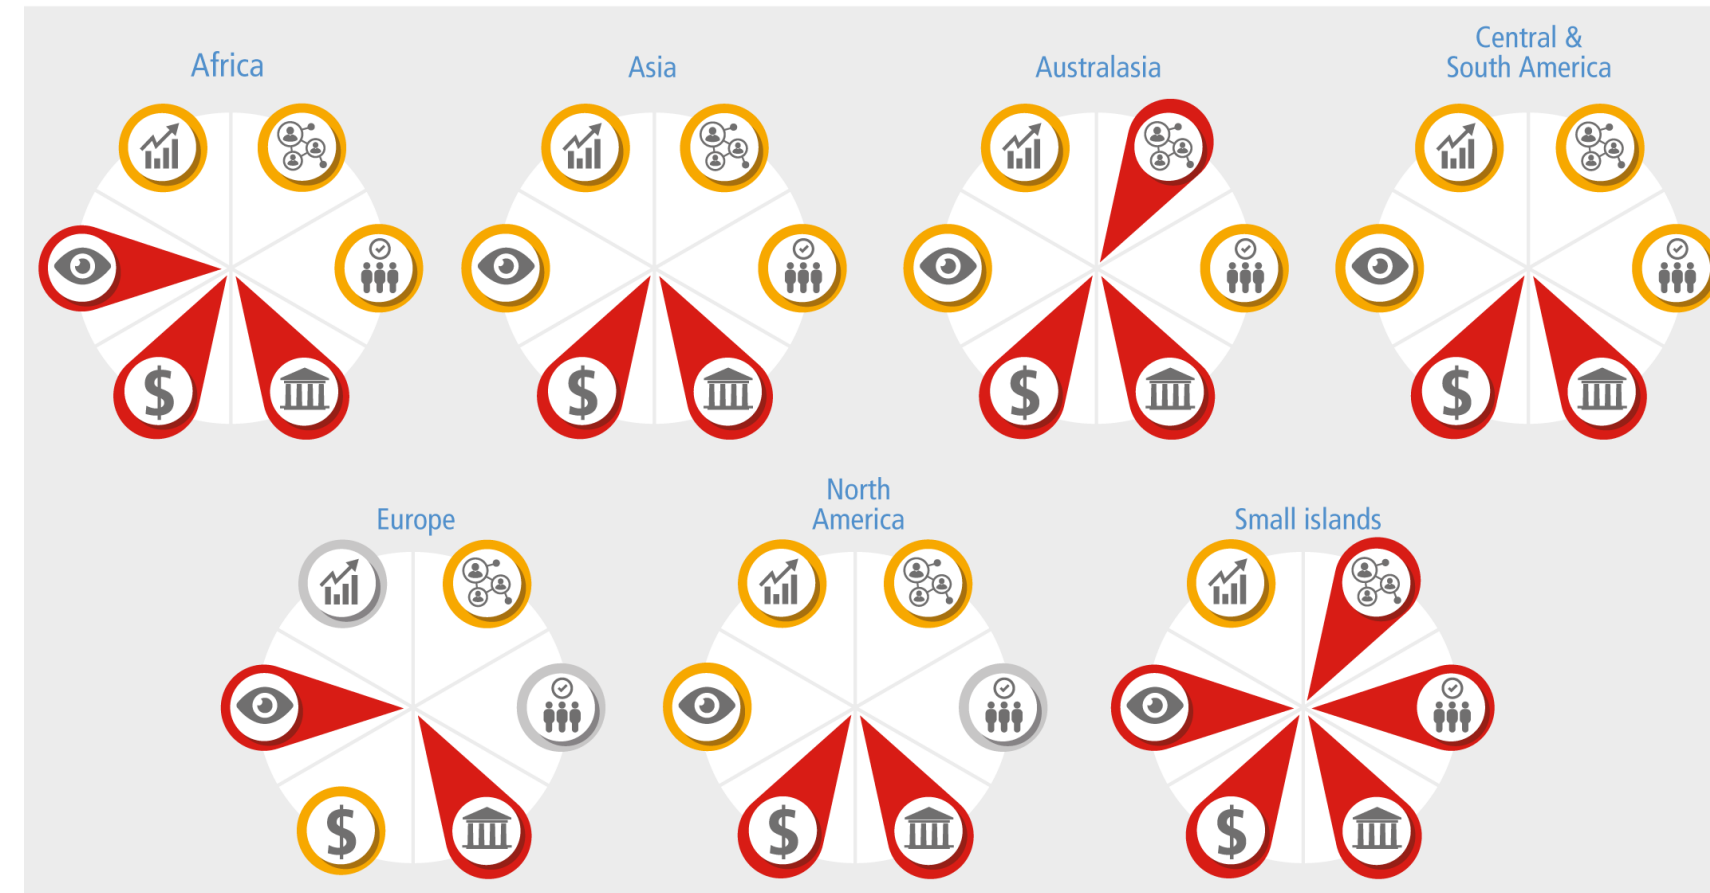 Africa
Asia
Australasia
Central &
South America
$
$
$
$
Europe
North
America
Small islands
$
$
$